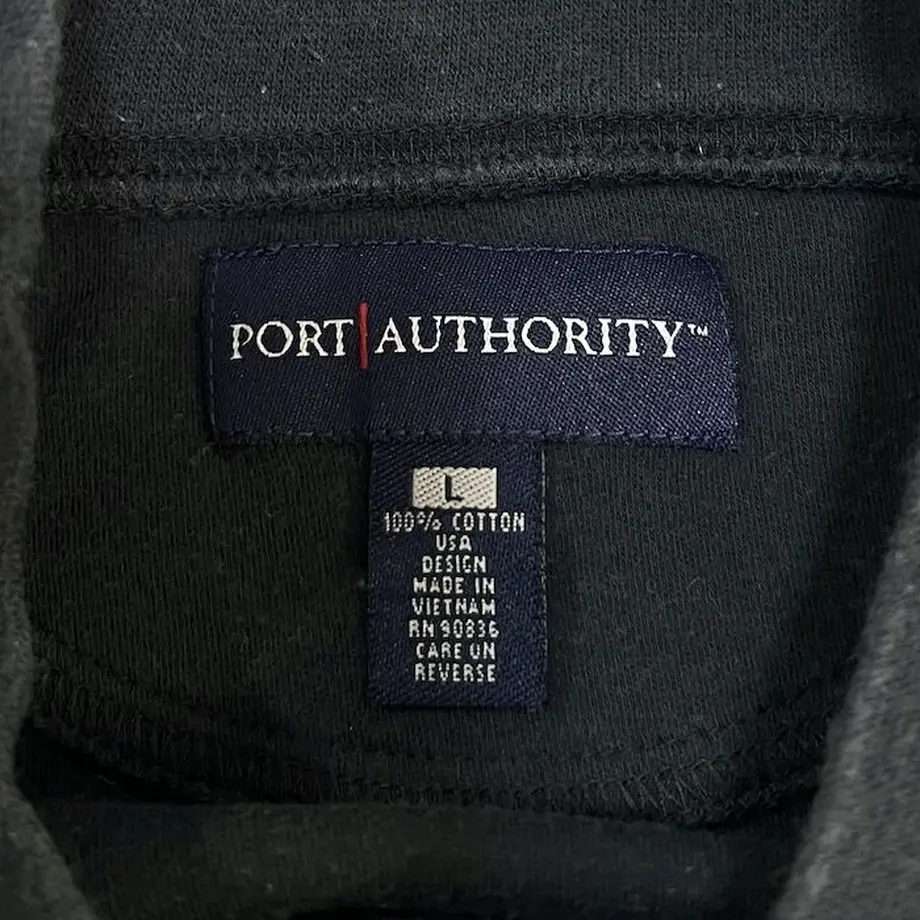 PORT AUTHORITY™
L
100% COTTON
USA
DESIGN
MADE IN
VIETNAM
RN 90836
CARE ON
REVERSE